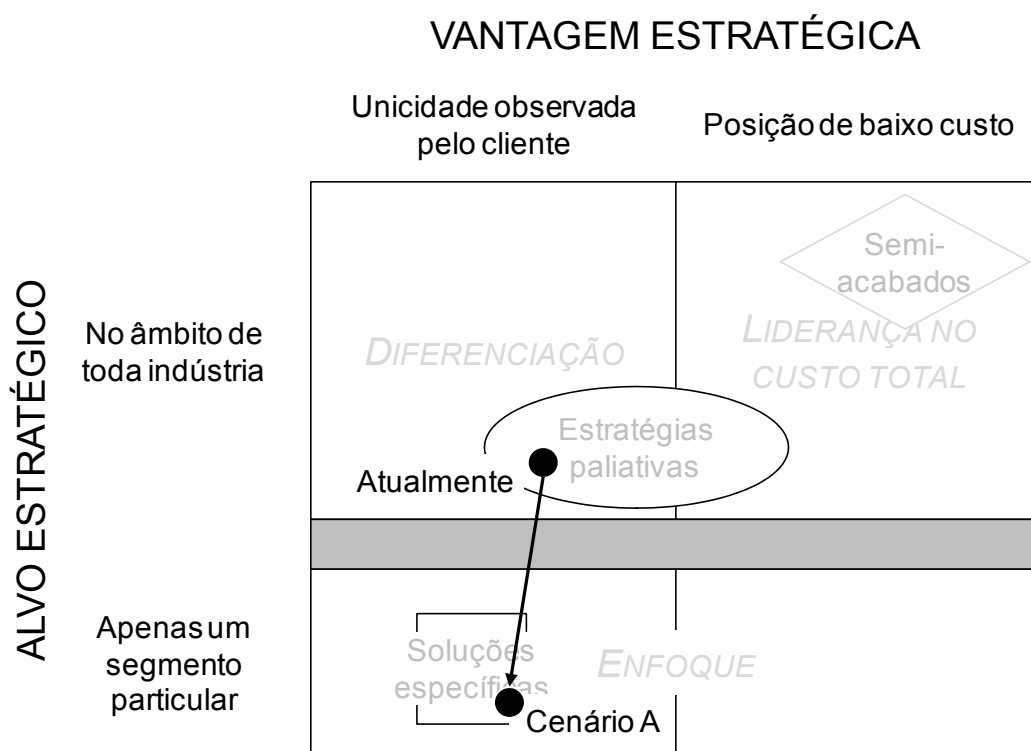 VANTAGEM ESTRATÉGICA
Unicidade observada
pelo cliente
Posição de baixo custo
ALVO ESTRATÉGICO
No âmbito de
toda indústria
Semi-
acabados
DIFERENCIAÇÃO
LIDERANÇA NO
CUSTO TOTAL
Estratégias
paliativas
Atualmente
Apenas um
segmento
particular
Soluções
específicas
ENFOQUE
Cenário A